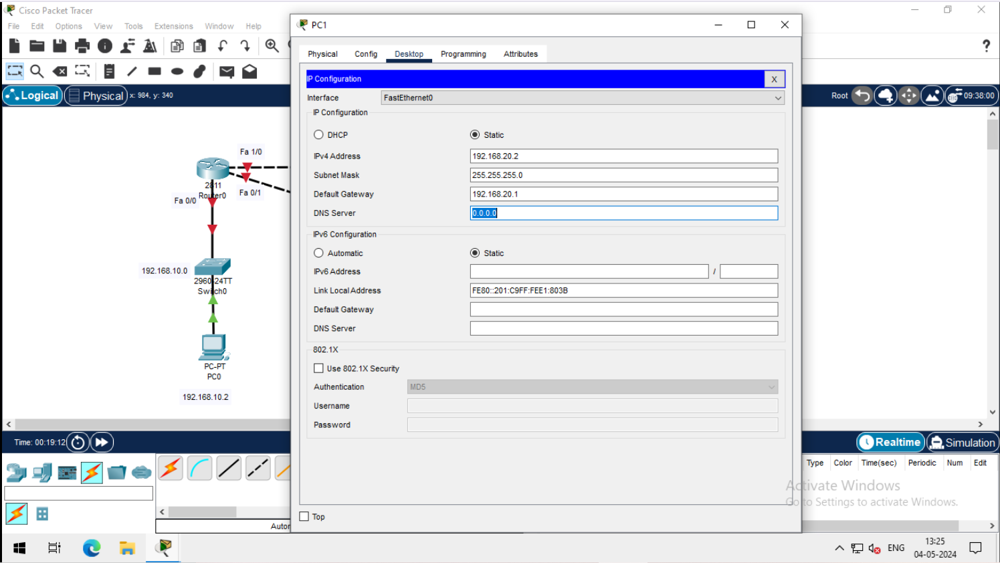 Cisco Packet Tracer
File Edit Options View Tools Extensions Window Help
PC1
Physical Config Desktop Programming Attributes
IP Configuration
X
Interface FastEthernet0
IP Configuration
DHCP Static
IPv4 Address 192.168.20.2
Subnet Mask 255.255.255.0
Default Gateway 192.168.20.1
DNS Server 0.0.0.0
IPv6 Configuration
Automatic Static
IPv6 Address /
Link Local Address FE80::201:C9FF:FEE1:803B
Default Gateway
DNS Server
802.1X
Use 802.1X Security
Authentication MD5
Username
Password
Top
Logical Physical x: 984, y: 340
Root 09:38:00
Fa 1/0
2811
Router0
Fa 0/0
Fa 0/1
192.168.10.0
2960-24TT
Switch0
PC-PT
PC0
192.168.10.2
Time: 00:19:12
Realtime Simulation
Type Color Time(sec) Periodic Num Edit
Activate Windows
Go to Settings to activate Windows.
Autor
ENG
13:25
04-05-2024